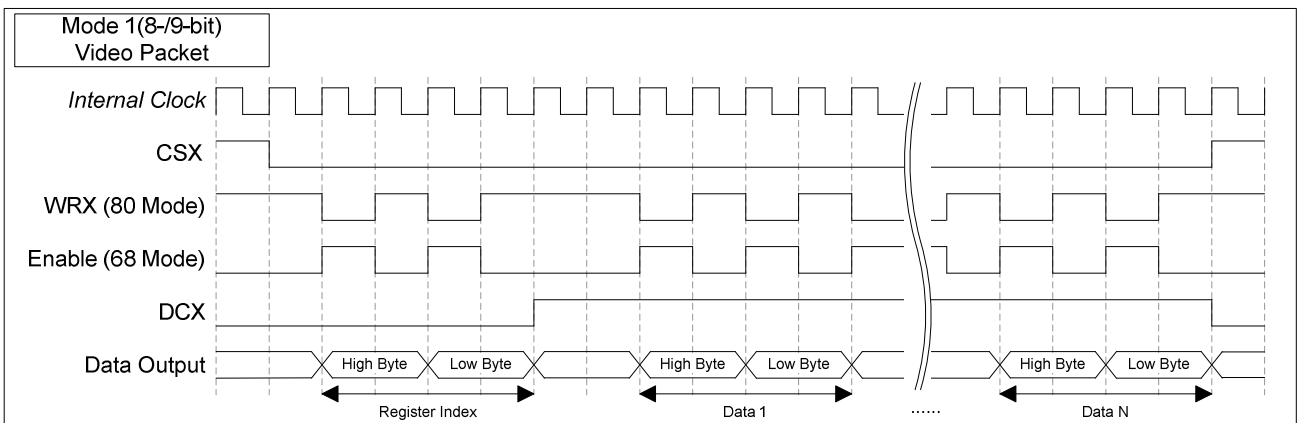 Mode 1(8-/9-bit)
Video Packet
Internal Clock
CSX
WRX (80 Mode)
Enable (68 Mode)
DCX
Data Output
High Byte Low Byte High Byte Low Byte High Byte Low Byte
Register Index Data 1 ...... Data N